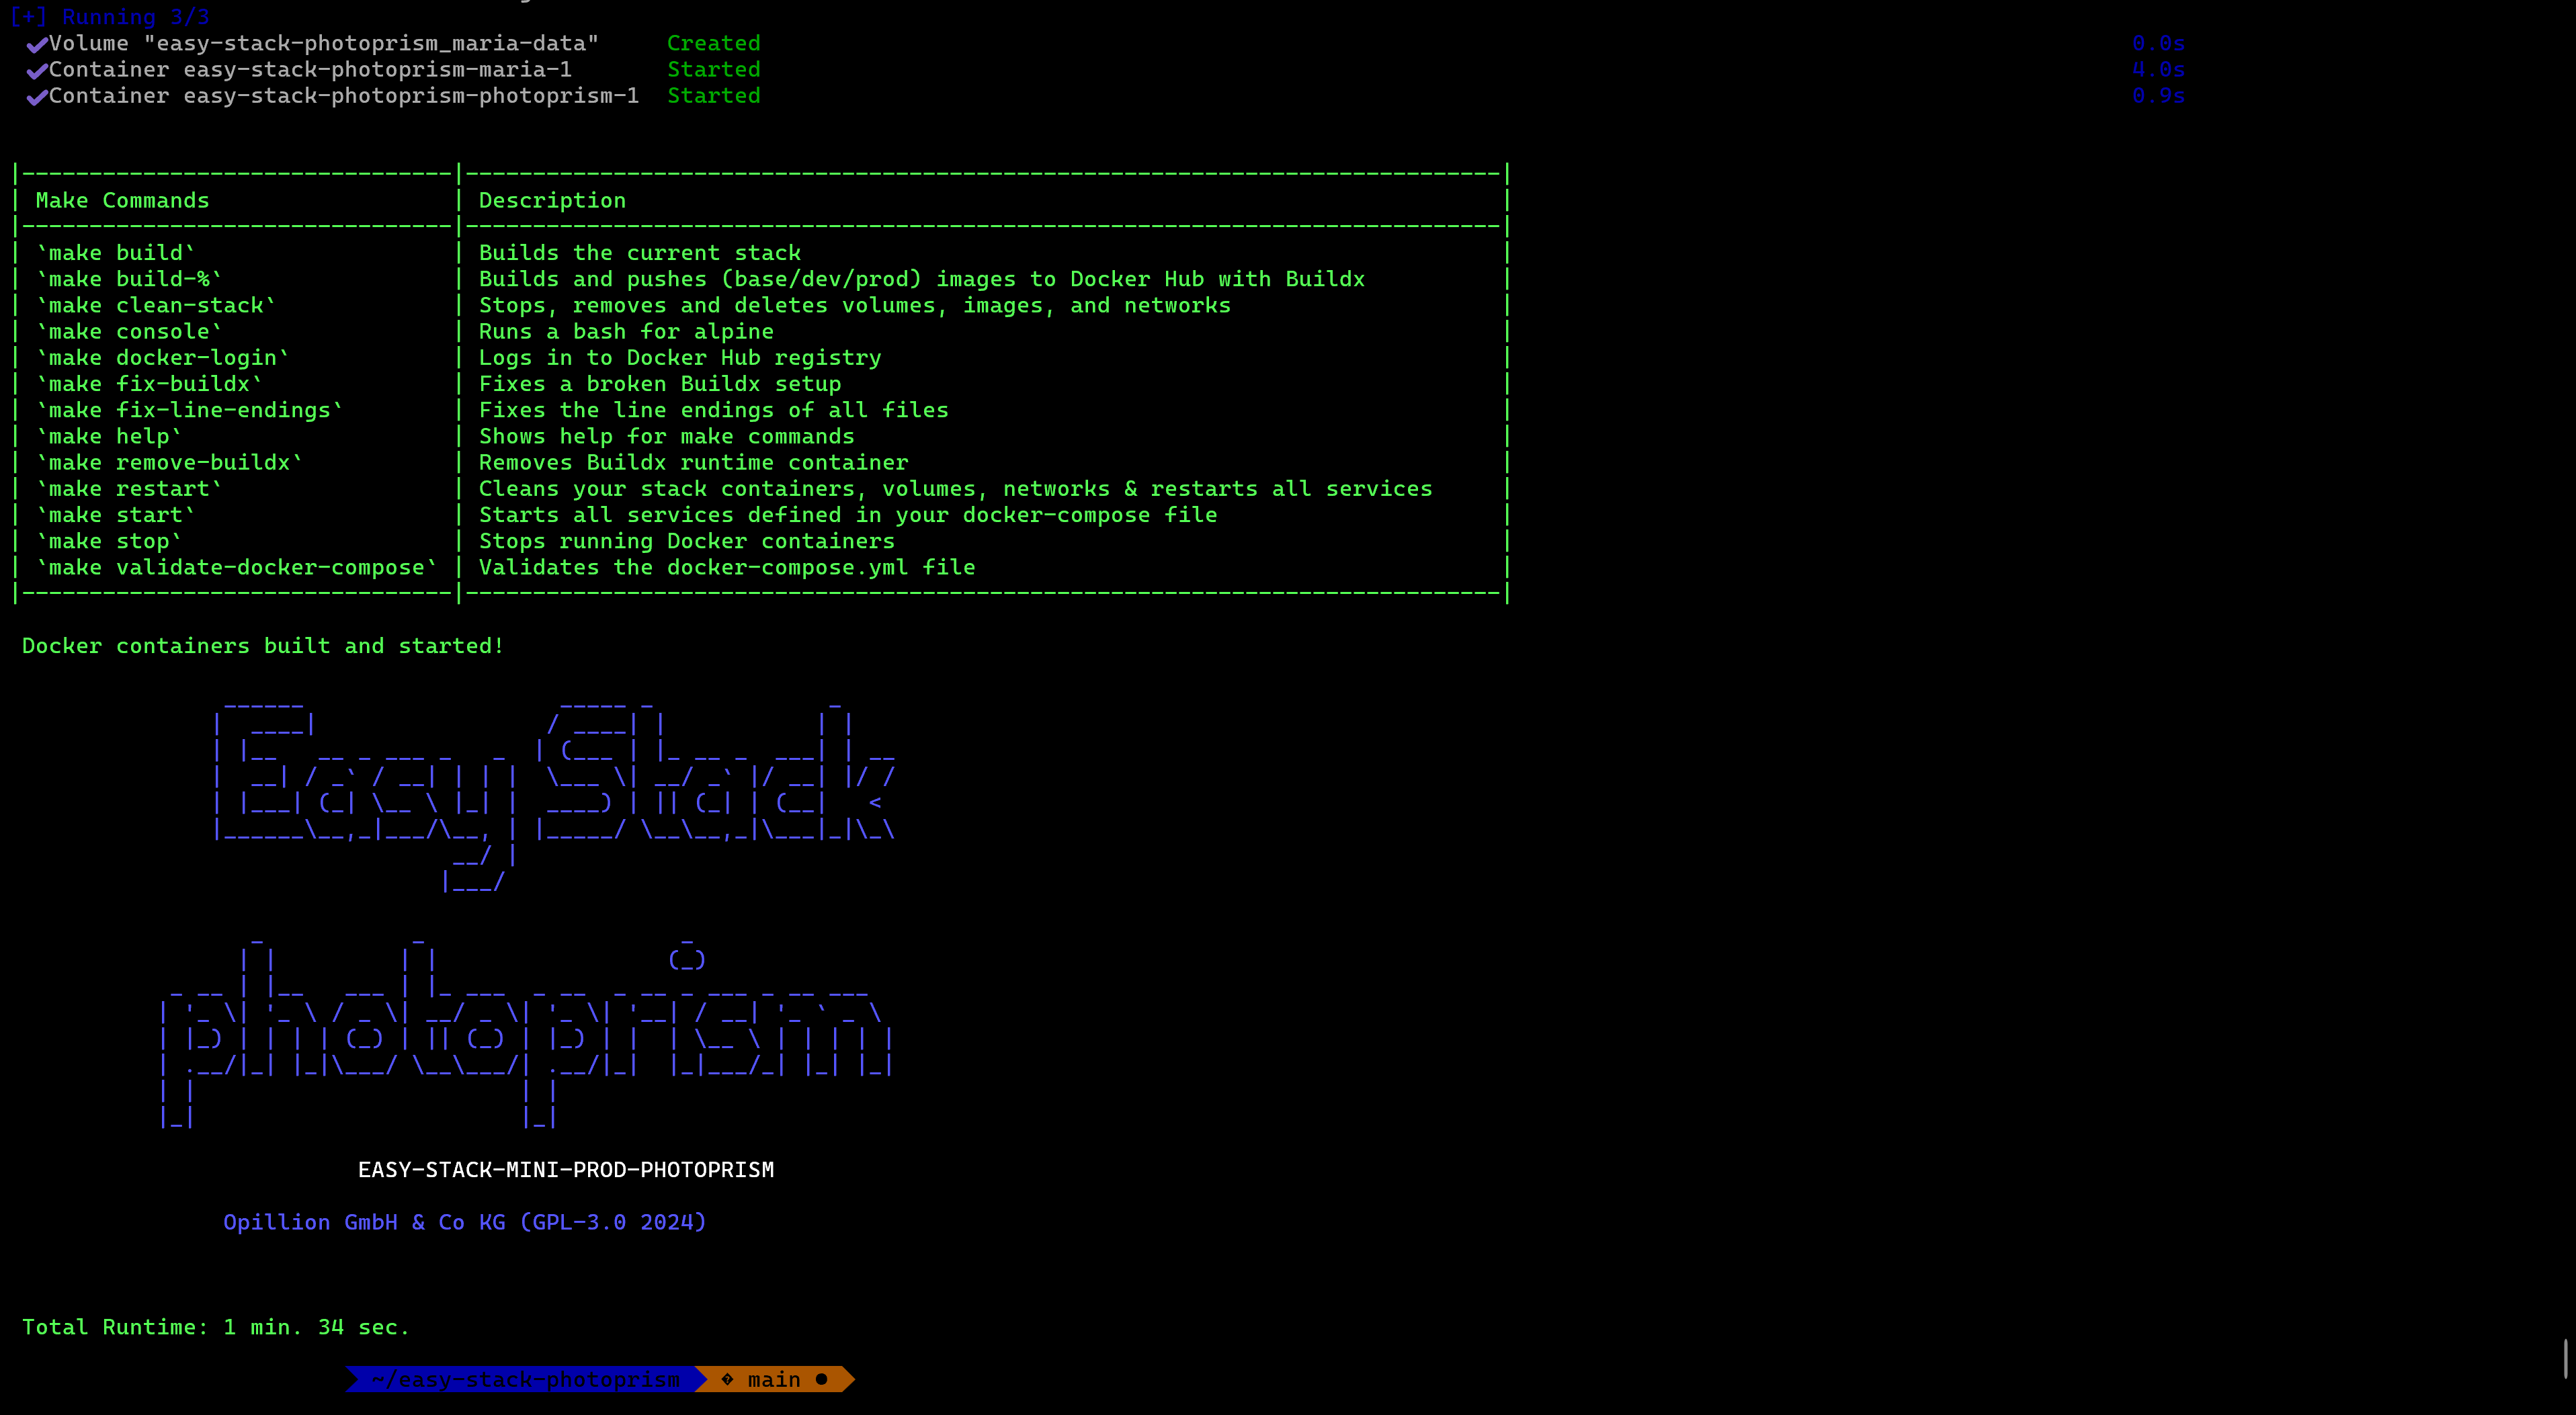 [+] Running 3/3
✔Volume "easy-stack-photoprism_maria-data" Created 0.0s
✔Container easy-stack-photoprism-maria-1 Started 4.0s
✔Container easy-stack-photoprism-photoprism-1 Started 0.9s
Make Commands | Description
`make build` | Builds the current stack
`make build-%` | Builds and pushes (base/dev/prod) images to Docker Hub with Buildx
`make clean-stack` | Stops, removes and deletes volumes, images, and networks
`make console` | Runs a bash for alpine
`make docker-login` | Logs in to Docker Hub registry
`make fix-buildx` | Fixes a broken Buildx setup
`make fix-line-endings` | Fixes the line endings of all files
`make help` | Shows help for make commands
`make remove-buildx` | Removes Buildx runtime container
`make restart` | Cleans your stack containers, volumes, networks & restarts all services
`make start` | Starts all services defined in your docker-compose file
`make stop` | Stops running Docker containers
`make validate-docker-compose` | Validates the docker-compose.yml file
Docker containers built and started!
Easy Stack
photoprism
EASY-STACK-MINI-PROD-PHOTOPRISM
Opillion GmbH & Co KG (GPL-3.0 2024)
Total Runtime: 1 min. 34 sec.
~/easy-stack-photoprism � main ●